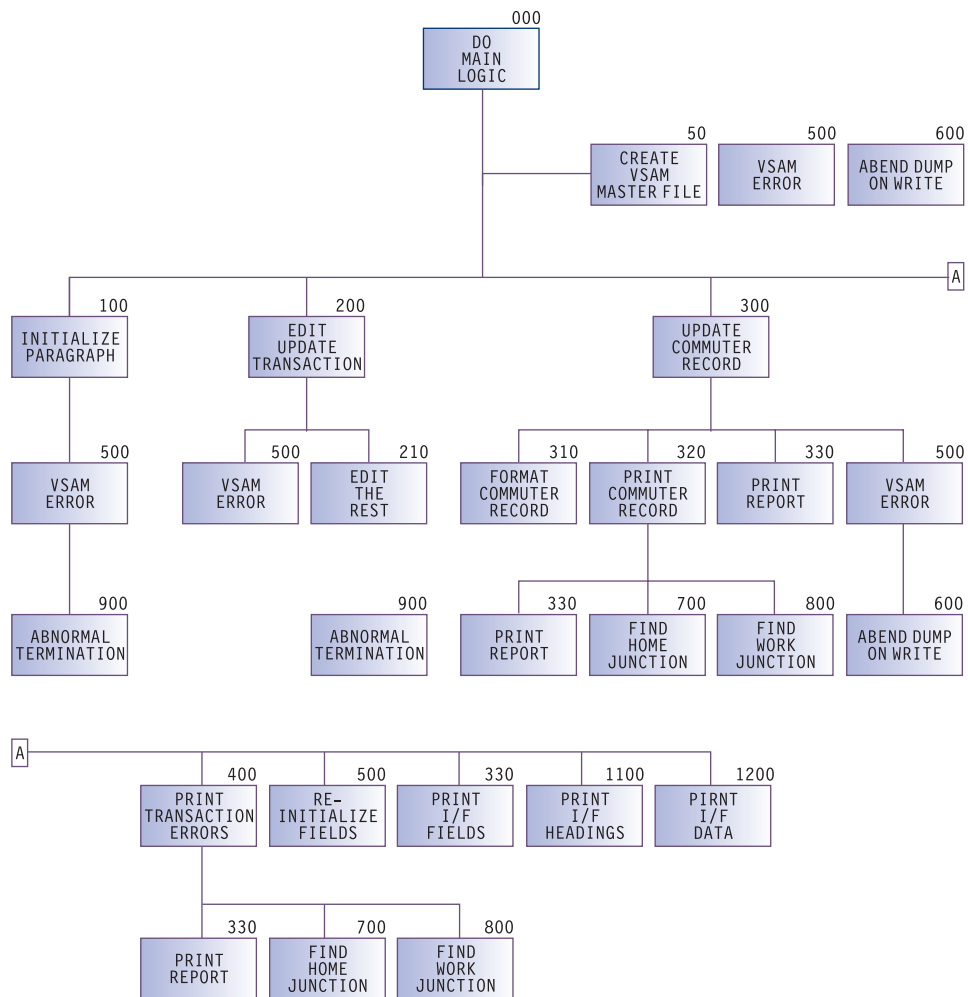 000
DO
MAIN
LOGIC
50
CREATE
VSAM
MASTER FILE
500
VSAM
ERROR
600
ABEND DUMP
ON WRITE
A
100
INITIALIZE
PARAGRAPH
200
EDIT
UPDATE
TRANSACTION
300
UPDATE
COMMUTER
RECORD
500
VSAM
ERROR
500
VSAM
ERROR
210
EDIT
THE
REST
310
FORMAT
COMMUTER
RECORD
320
PRINT
COMMUTER
RECORD
330
PRINT
REPORT
500
VSAM
ERROR
900
ABNORMAL
TERMINATION
900
ABNORMAL
TERMINATION
330
PRINT
REPORT
700
FIND
HOME
JUNCTION
800
FIND
WORK
JUNCTION
600
ABEND DUMP
ON WRITE
A
400
PRINT
TRANSACTION
ERRORS
500
RE-
INITIALIZE
FIELDS
330
PRINT
I/F
FIELDS
1100
PRINT
I/F
HEADINGS
1200
PIRNT
I/F
DATA
330
PRINT
REPORT
700
FIND
HOME
JUNCTION
800
FIND
WORK
JUNCTION